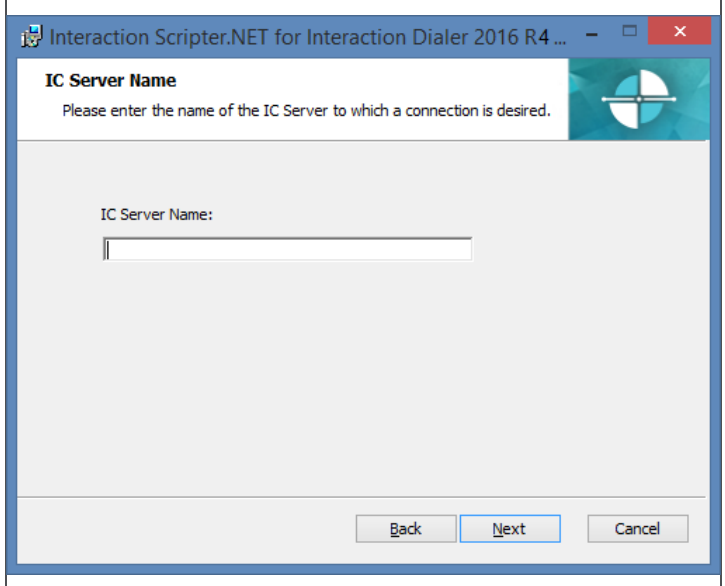 Interaction Scripter.NET for Interaction Dialer 2016 R4 ...
IC Server Name
Please enter the name of the IC Server to which a connection is desired.
IC Server Name:
Back Next Cancel